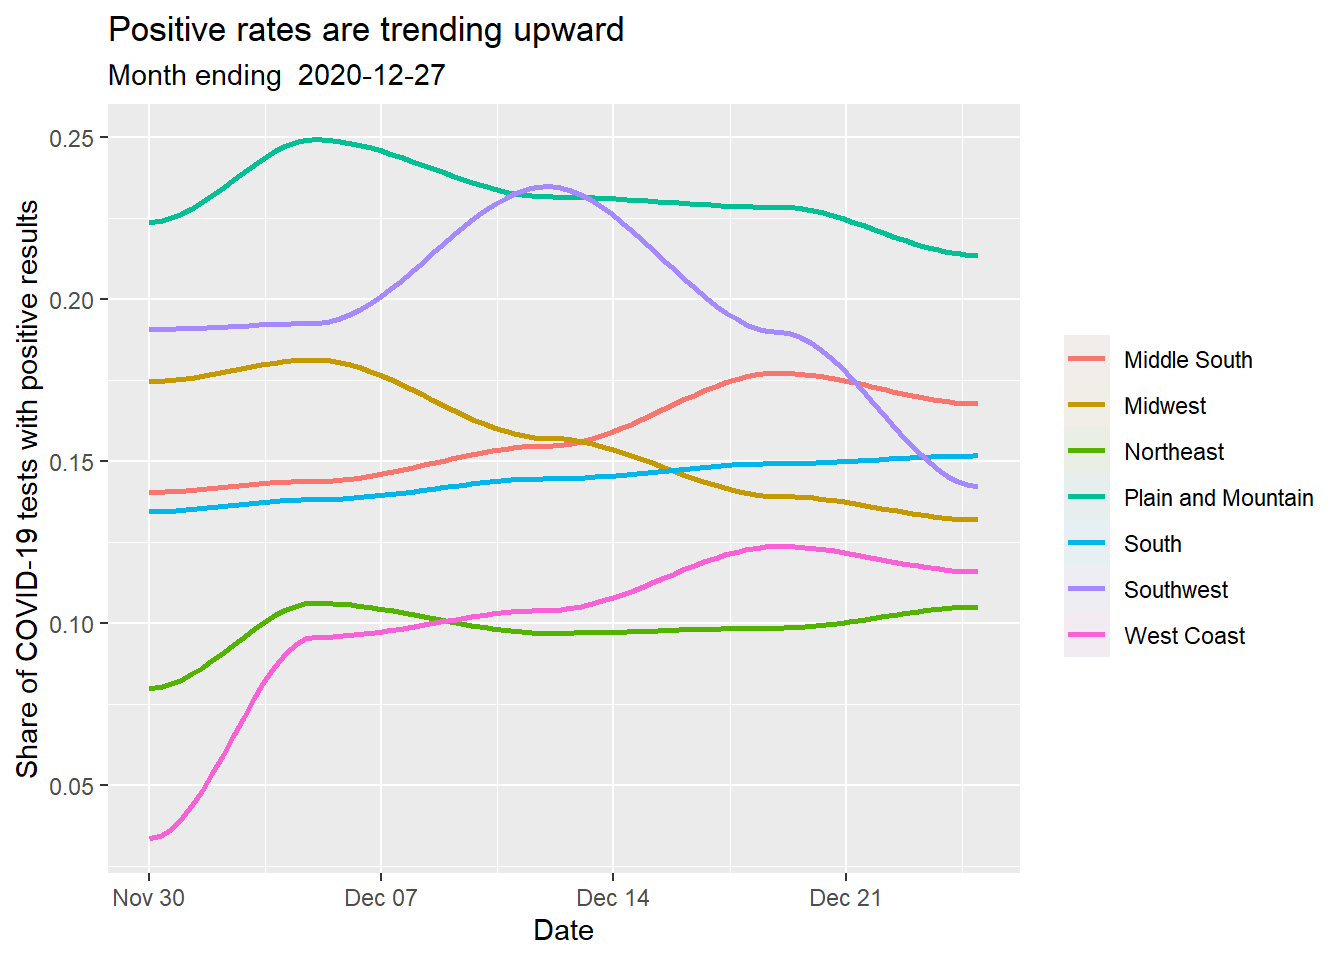 Positive rates are trending upward
Month ending  2020-12-27
Share of COVID-19 tests with positive results
0.25
0.20
0.15
0.10
0.05
Nov 30
Dec 07
Dec 14
Dec 21
Date
Middle South
Midwest
Northeast
Plain and Mountain
South
Southwest
West Coast